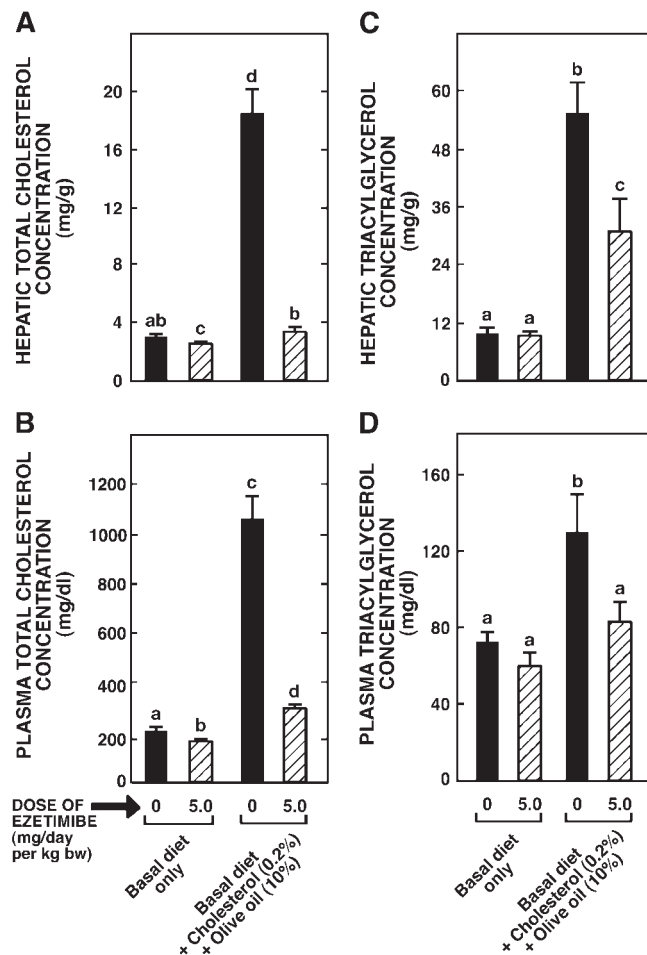 A
HEPATIC TOTAL CHOLESTEROL
CONCENTRATION
(mg/g)
20
16
12
8
4
0
ab
c
d
b
C
HEPATIC TRIACYLGLYCEROL
CONCENTRATION
(mg/g)
60
48
36
24
12
0
a
a
b
c
B
PLASMA TOTAL CHOLESTEROL
CONCENTRATION
(mg/dl)
1200
1000
800
600
400
200
0
a
b
c
d
D
PLASMA TRIACYLGLYCEROL
CONCENTRATION
(mg/dl)
160
120
80
40
0
a
a
b
a
DOSE OF
EZETIMIBE
(mg/day
per kg bw)
0 5.0 0 5.0
Basal diet
only
Basal diet
+ Cholesterol (0.2%)
+ Olive oil (10%)
0 5.0 0 5.0
Basal diet
only
Basal diet
+ Cholesterol (0.2%)
+ Olive oil (10%)